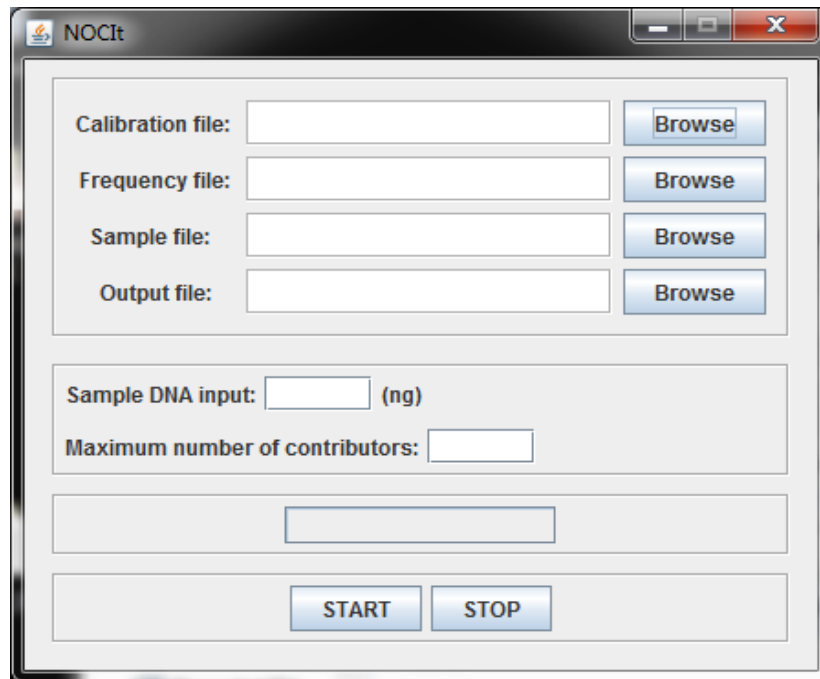 NOCIt
Calibration file: Browse
Frequency file: Browse
Sample file: Browse
Output file: Browse
Sample DNA input: (ng)
Maximum number of contributors:
START STOP